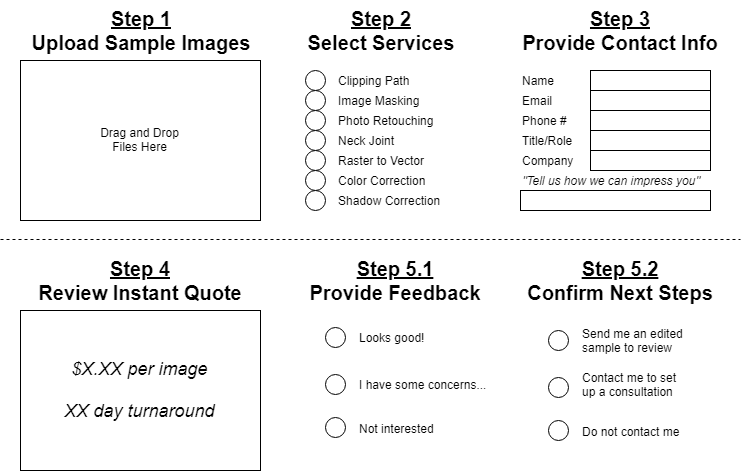 Step 1
Upload Sample Images
Drag and Drop
Files Here
Step 2
Select Services
Clipping Path
Image Masking
Photo Retouching
Neck Joint
Raster to Vector
Color Correction
Shadow Correction
Step 3
Provide Contact Info
Name
Email
Phone #
Title/Role
Company
"Tell us how we can impress you"
Step 4
Review Instant Quote
$X.XX per image
XX day turnaround
Step 5.1
Provide Feedback
Looks good!
I have some concerns...
Not interested
Step 5.2
Confirm Next Steps
Send me an edited
sample to review
Contact me to set
up a consultation
Do not contact me